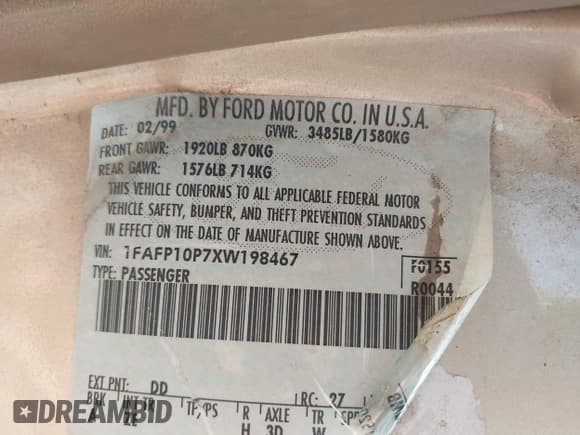 MFD. BY FORD MOTOR CO. IN U.S.A.
DATE: 02/99 GVWR: 3485LB/1580KG
FRONT GAWR: 1920LB 870KG
REAR GAWR: 1576LB 714KG
THIS VEHICLE CONFORMS TO ALL APPLICABLE FEDERAL MOTOR
VEHICLE SAFETY, BUMPER, AND THEFT PREVENTION STANDARDS
IN EFFECT ON THE DATE OF MANUFACTURE SHOWN ABOVE.
VIN: 1FAFP10P7XW198467 F0155
TYPE: PASSENGER R0044
EXT PNT: DD RC: 27
BRK INT TR TP/PS R AXLE TR
H 3D W
DREAMBID